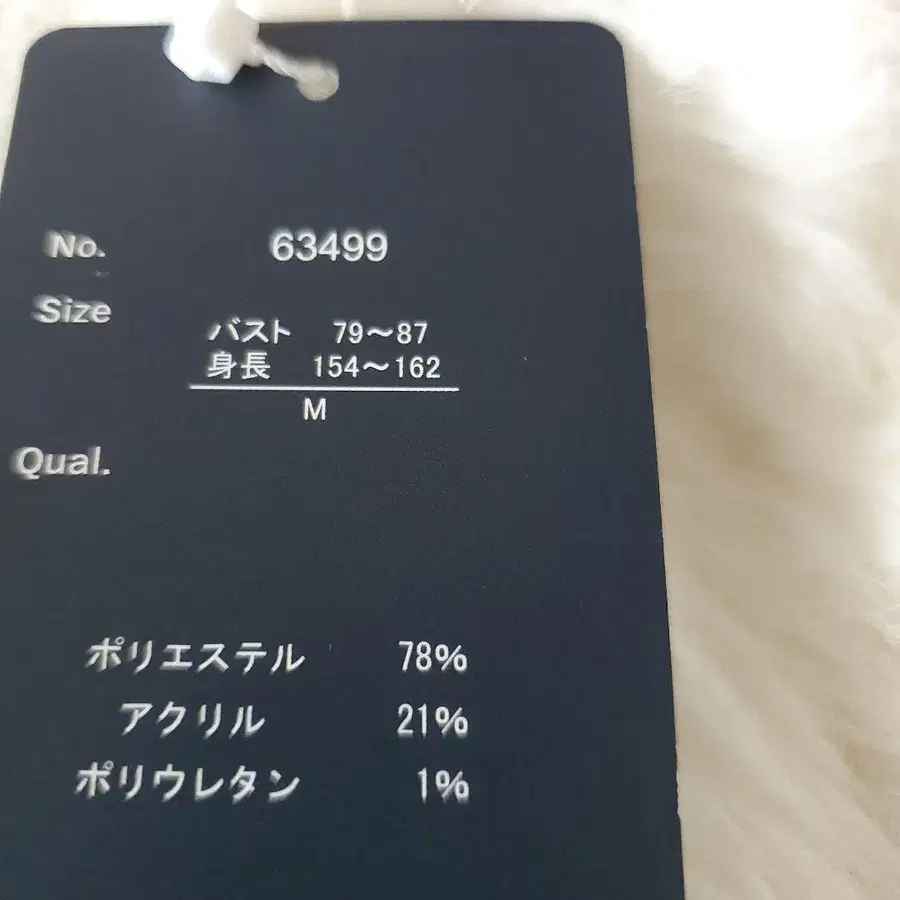 No. 63499
Size
バスト 79～87
身長 154～162
M
Qual.
ポリエステル 78%
アクリル 21%
ポリウレタン 1%